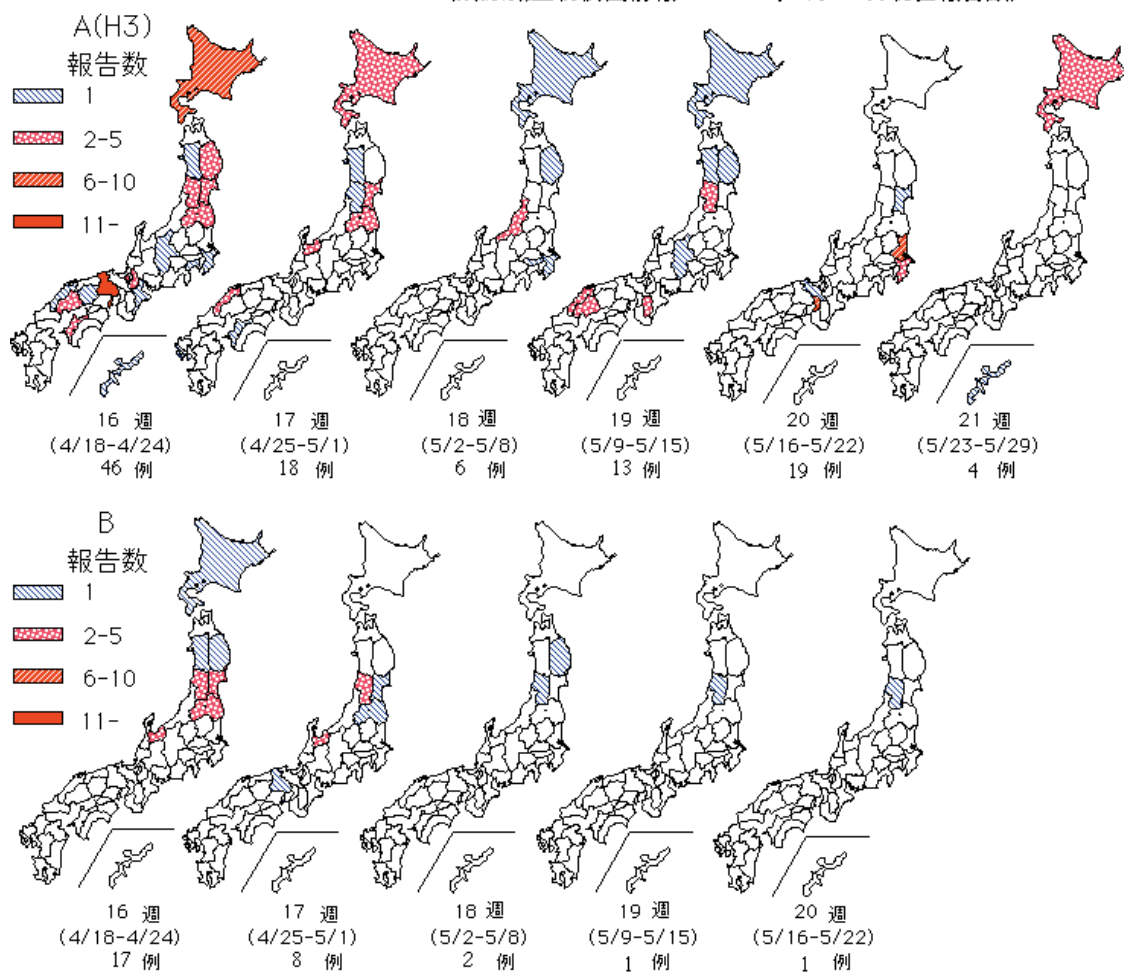 A(H3)
報告数
1
2-5
6-10
11-
16 週
(4/18-4/24)
46 例
17 週
(4/25-5/1)
18 例
18 週
(5/2-5/8)
6 例
19 週
(5/9-5/15)
13 例
20 週
(5/16-5/22)
19 例
21 週
(5/23-5/29)
4 例
B
報告数
1
2-5
6-10
11-
16 週
(4/18-4/24)
17 例
17 週
(4/25-5/1)
8 例
18 週
(5/2-5/8)
2 例
19 週
(5/9-5/15)
1 例
20 週
(5/16-5/22)
1 例